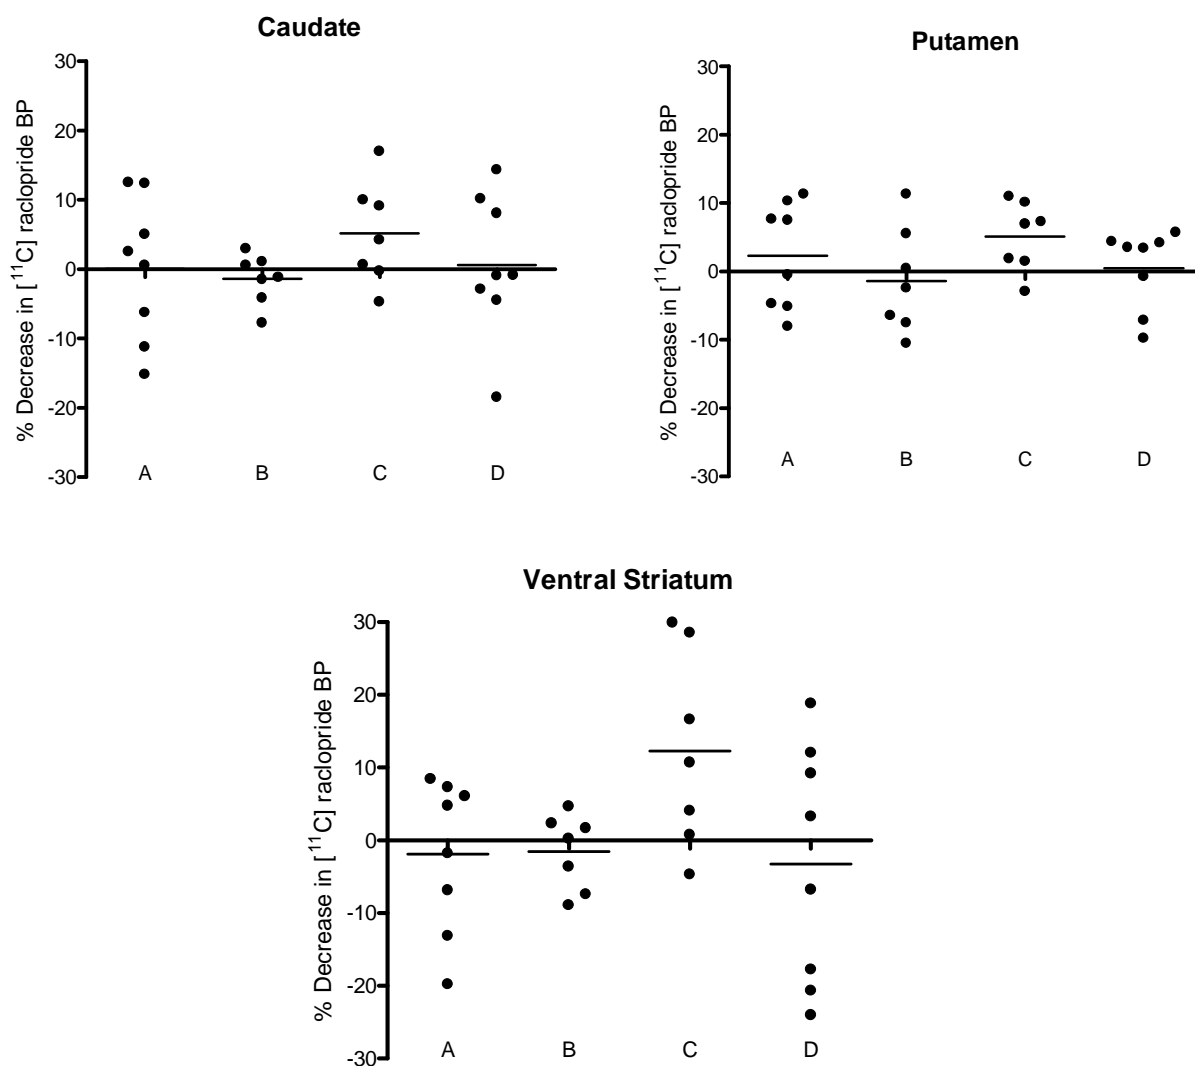 Caudate
% Decrease in [¹¹C] raclopride BP
30
20
10
0
-10
-20
-30
A B C D
Putamen
% Decrease in [¹¹C] raclopride BP
30
20
10
0
-10
-20
-30
A B C D
Ventral Striatum
% Decrease in [¹¹C] raclopride BP
30
20
10
0
-10
-20
-30
A B C D